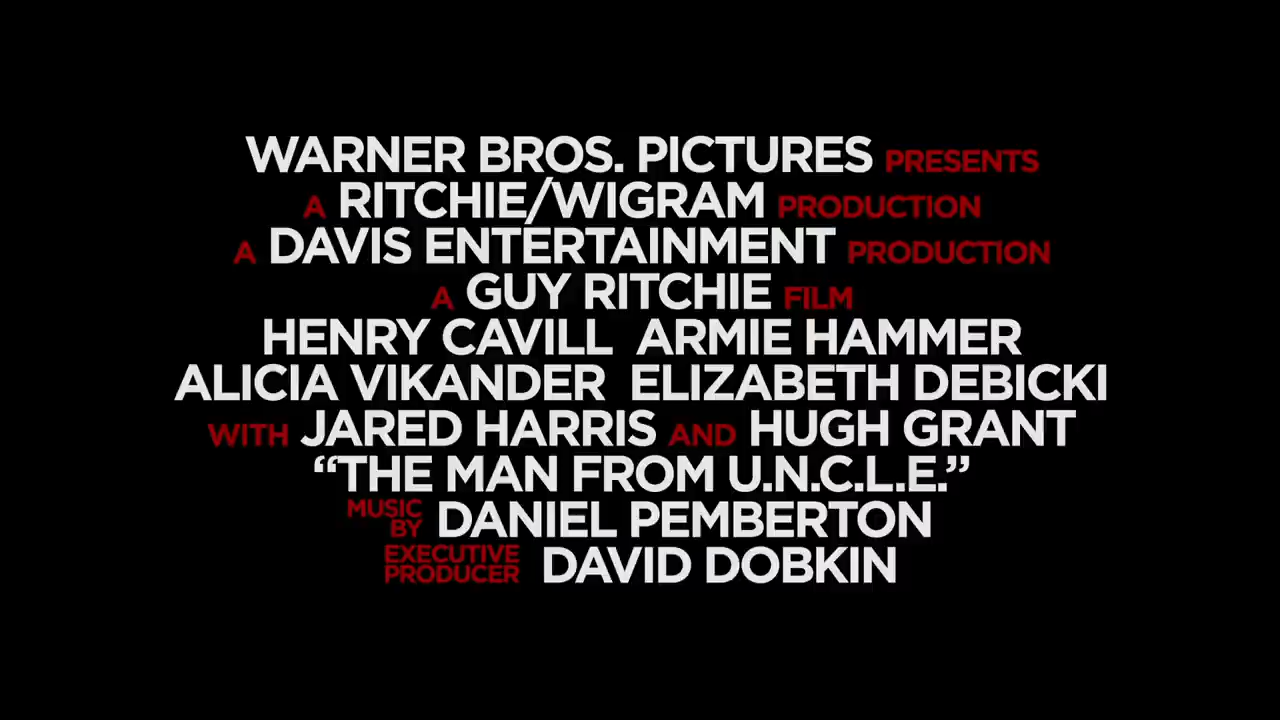 WARNER BROS. PICTURES PRESENTS
A RITCHIE/WIGRAM PRODUCTION
A DAVIS ENTERTAINMENT PRODUCTION
A GUY RITCHIE FILM
HENRY CAVILL ARMIE HAMMER
ALICIA VIKANDER ELIZABETH DEBICKI
WITH JARED HARRIS AND HUGH GRANT
“THE MAN FROM U.N.C.L.E.”
MUSIC BY DANIEL PEMBERTON
EXECUTIVE PRODUCER DAVID DOBKIN